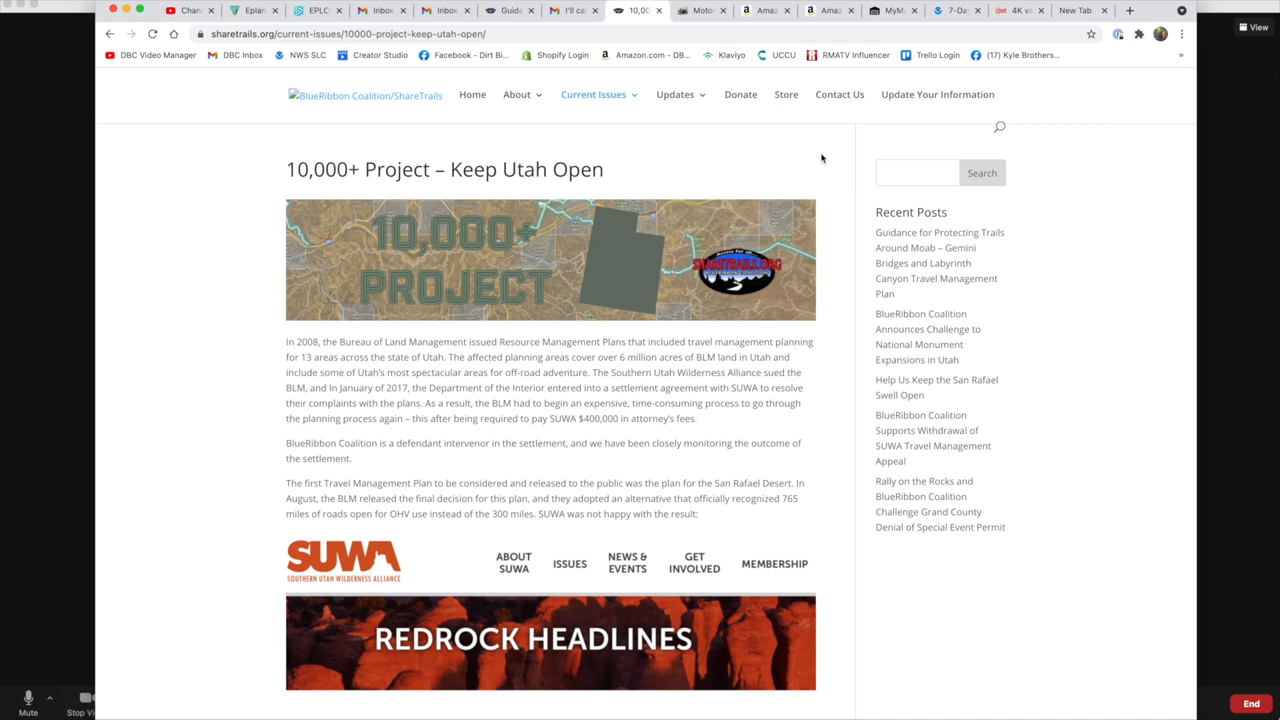 View
Chan
Eplan
EPLC
Inbox
Inbox
Guida
I'll ca
10,00
Moto
Amaz
Amaz
MyMa
7-Day
4K vs.
New Tab
sharetrails.org/current-issues/10000-project-keep-utah-open/
DBC Video Manager
DBC Inbox
NWS SLC
Creator Studio
Facebook - Dirt Bi...
Shopify Login
Amazon.com - DB...
Klaviyo
UCCU
RMATV Influencer
Trello Login
(17) Kyle Brothers...
»
BlueRibbon Coalition/ShareTrails
Home
About
Current Issues
Updates
Donate
Store
Contact Us
Update Your Information
10,000+ Project – Keep Utah Open
10,000+
PROJECT
SHARETRAILS.ORG
BLUERIBBON COALITION
In 2008, the Bureau of Land Management issued Resource Management Plans that included travel management planning
for 13 areas across the state of Utah. The affected planning areas cover over 6 million acres of BLM land in Utah and
include some of Utah's most spectacular areas for off-road adventure. The Southern Utah Wilderness Alliance sued the
BLM, and In January of 2017, the Department of the Interior entered into a settlement agreement with SUWA to resolve
their complaints with the plans. As a result, the BLM had to begin an expensive, time-consuming process to go through
the planning process again – this after being required to pay SUWA $400,000 in attorney's fees.
BlueRibbon Coalition is a defendant intervenor in the settlement, and we have been closely monitoring the outcome of
the settlement.
The first Travel Management Plan to be considered and released to the public was the plan for the San Rafael Desert. In
August, the BLM released the final decision for this plan, and they adopted an alternative that officially recognized 765
miles of roads open for OHV use instead of the 300 miles. SUWA was not happy with the result:
SUWA
SOUTHERN UTAH WILDERNESS ALLIANCE
ABOUT
SUWA
ISSUES
NEWS &
EVENTS
GET
INVOLVED
MEMBERSHIP
REDROCK HEADLINES
Search
Recent Posts
Guidance for Protecting Trails
Around Moab – Gemini
Bridges and Labyrinth
Canyon Travel Management
Plan
BlueRibbon Coalition
Announces Challenge to
National Monument
Expansions in Utah
Help Us Keep the San Rafael
Swell Open
BlueRibbon Coalition
Supports Withdrawal of
SUWA Travel Management
Appeal
Rally on the Rocks and
BlueRibbon Coalition
Challenge Grand County
Denial of Special Event Permit
Mute
Stop Vi
End